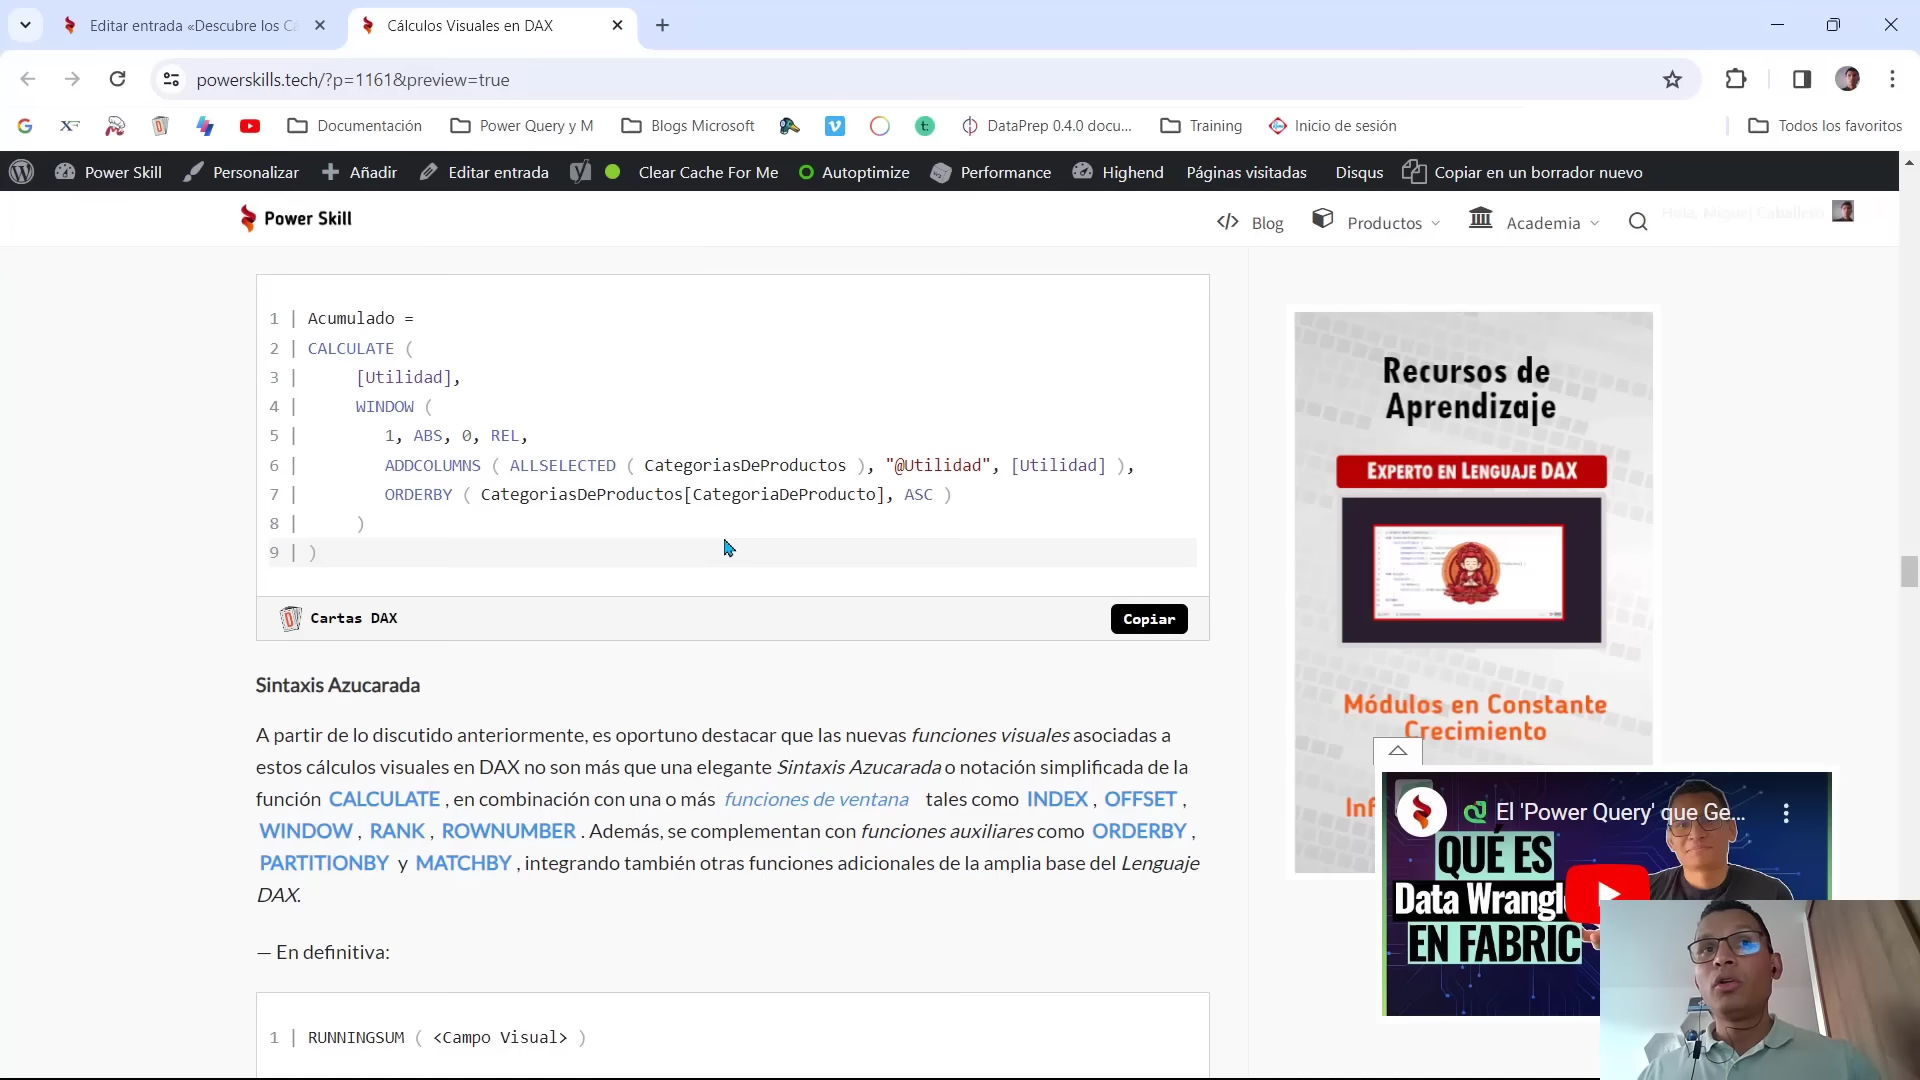 Editar entrada «Descubre los Cá
Cálculos Visuales en DAX
powerskills.tech/?p=1161&preview=true
Documentación
Power Query y M
Blogs Microsoft
DataPrep 0.4.0 docu...
Training
Inicio de sesión
Todos los favoritos
Power Skill
Personalizar
Añadir
Editar entrada
Clear Cache For Me
Autoptimize
Performance
Highend
Páginas visitadas
Disqus
Copiar en un borrador nuevo
Power Skill
Blog
Productos
Academia
Hola, Miguel Caballero
1 | Acumulado =
2 | CALCULATE (
3 | [Utilidad],
4 | WINDOW (
5 | 1, ABS, 0, REL,
6 | ADDCOLUMNS ( ALLSELECTED ( CategoriasDeProductos ), "@Utilidad", [Utilidad] ),
7 | ORDERBY ( CategoriasDeProductos[CategoriaDeProducto], ASC )
8 | )
9 | )
Cartas DAX
Copiar
Sintaxis Azucarada
A partir de lo discutido anteriormente, es oportuno destacar que las nuevas funciones visuales asociadas a
estos cálculos visuales en DAX no son más que una elegante Sintaxis Azucarada o notación simplificada de la
función CALCULATE , en combinación con una o más funciones de ventana tales como INDEX , OFFSET ,
WINDOW , RANK , ROWNUMBER . Además, se complementan con funciones auxiliares como ORDERBY ,
PARTITIONBY y MATCHBY , integrando también otras funciones adicionales de la amplia base del Lenguaje
DAX.
— En definitiva:
1 | RUNNINGSUM ( <Campo Visual> )
Recursos de
Aprendizaje
EXPERTO EN LENGUAJE DAX
Módulos en Constante
Crecimiento
Inf
El 'Power Query' que Ge...
QUÉ ES
Data Wrangl
EN FABRIC